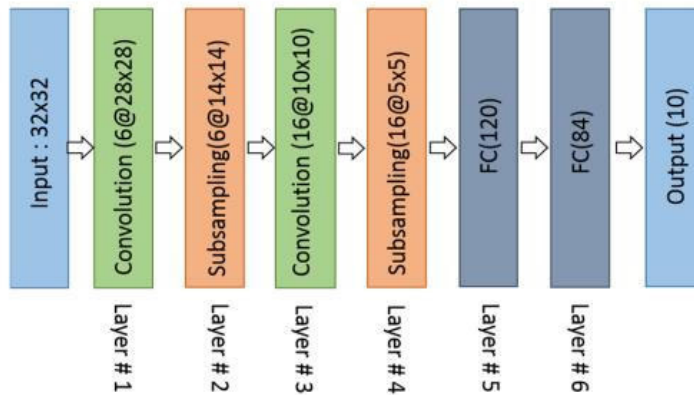 Input : 32x32
Convolution (6@28x28)
Subsampling(6@14x14)
Convolution (16@10x10)
Subsampling(16@5x5)
FC(120)
FC(84)
Output (10)
Layer # 1
Layer # 2
Layer # 3
Layer # 4
Layer # 5
Layer # 6